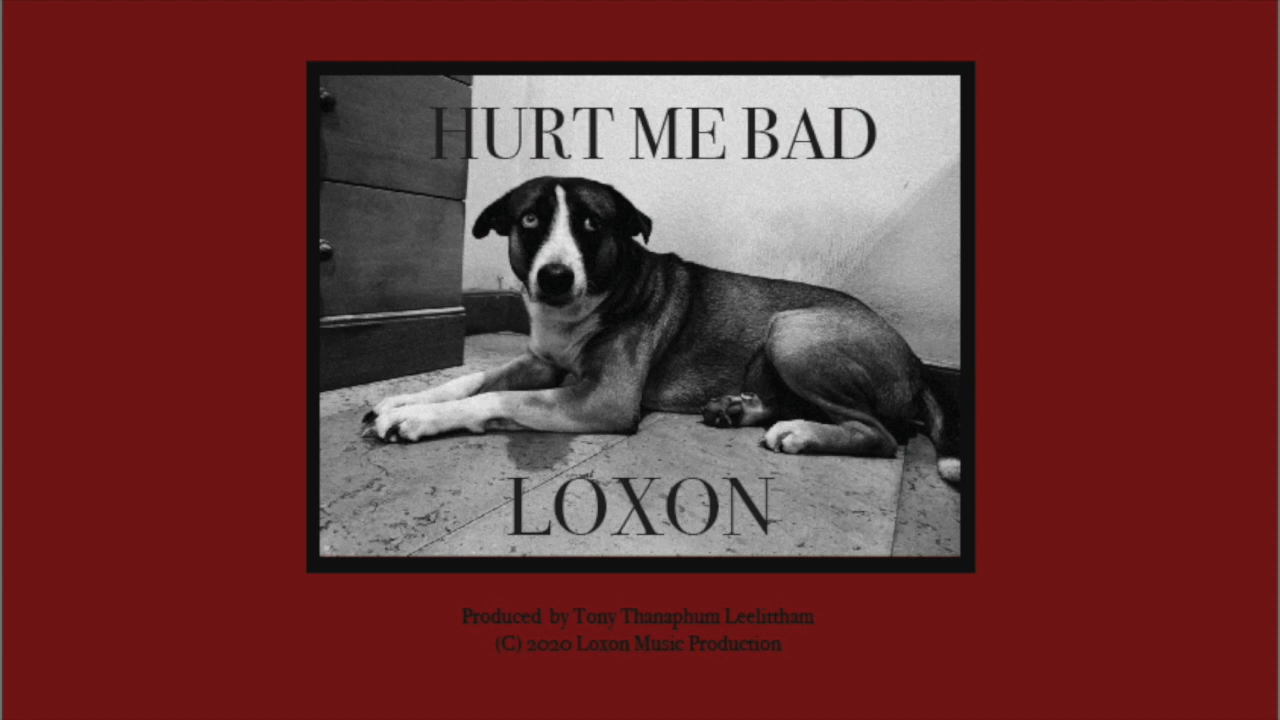 HURT ME BAD
LOXON
Produced by Tony Thanaphum Leelittham
(C) 2020 Loxon Music Production